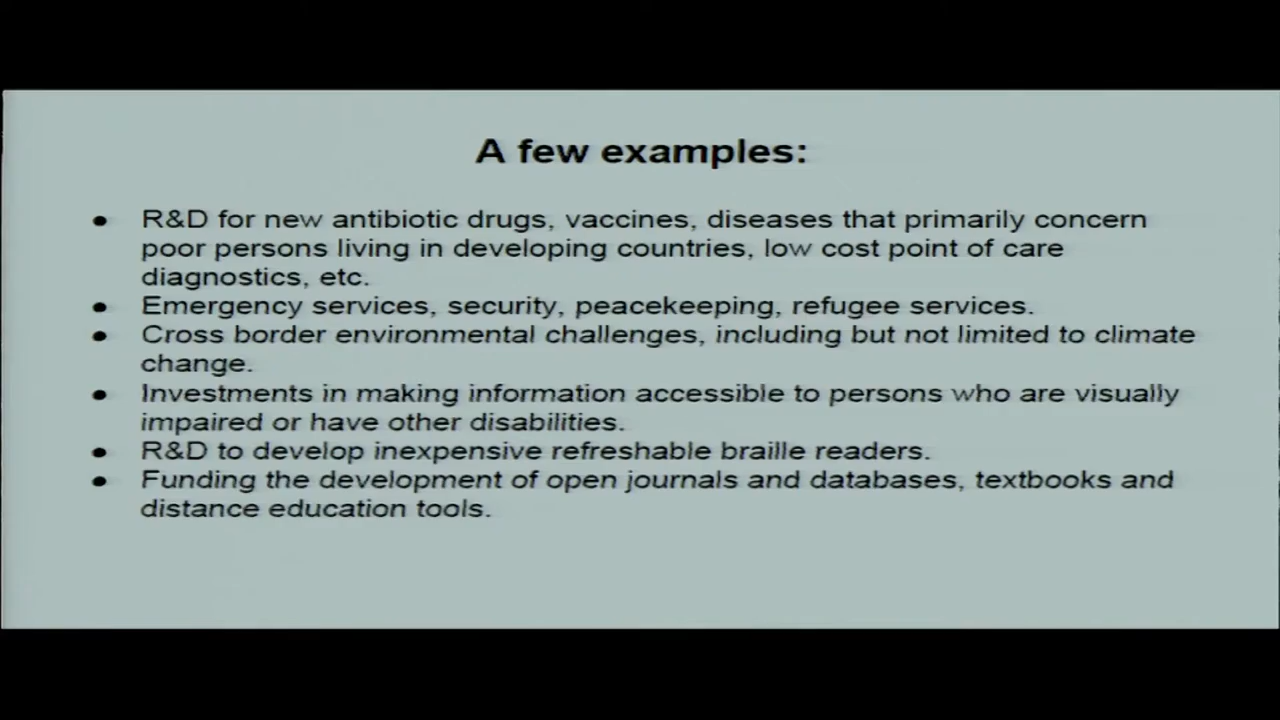 A few examples:
● R&D for new antibiotic drugs, vaccines, diseases that primarily concern
poor persons living in developing countries, low cost point of care
diagnostics, etc.
● Emergency services, security, peacekeeping, refugee services.
● Cross border environmental challenges, including but not limited to climate
change.
● Investments in making information accessible to persons who are visually
impaired or have other disabilities.
● R&D to develop inexpensive refreshable braille readers.
● Funding the development of open journals and databases, textbooks and
distance education tools.